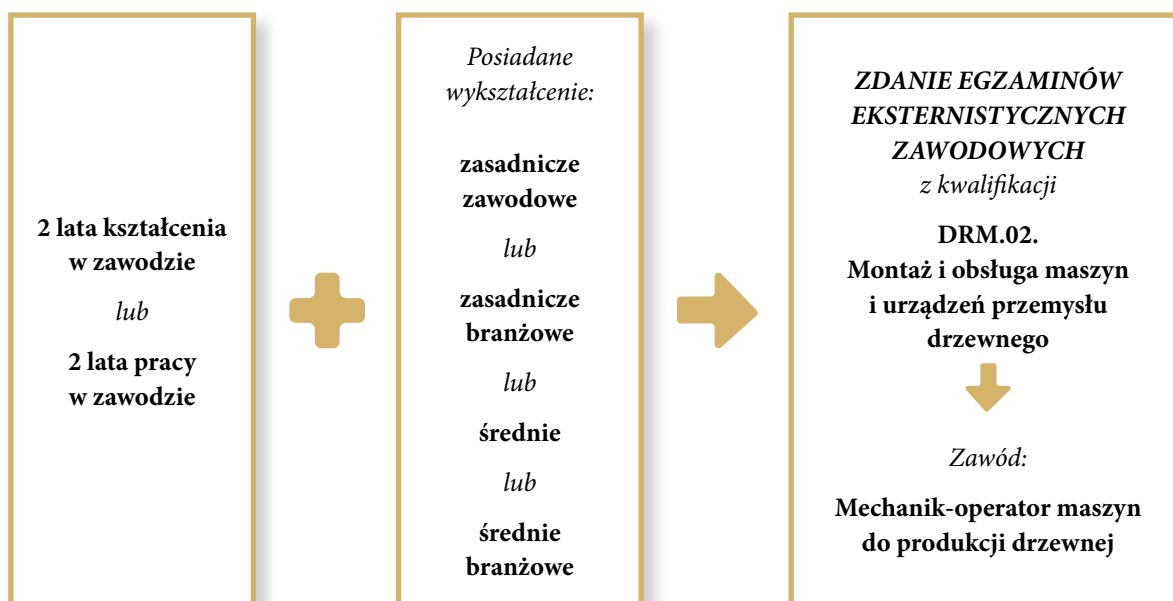 2 lata kształcenia
w zawodzie
lub
2 lata pracy
w zawodzie
Posiadane
wykształcenie:
zasadnicze
zawodowe
lub
zasadnicze
branżowe
lub
średnie
lub
średnie
branżowe
ZDANIE EGZAMINÓW
EKSTERNISTYCZNYCH
ZAWODOWYCH
z kwalifikacji
DRM.02.
Montaż i obsługa maszyn
i urządzeń przemysłu
drzewnego
Zawód:
Mechanik-operator maszyn
do produkcji drzewnej